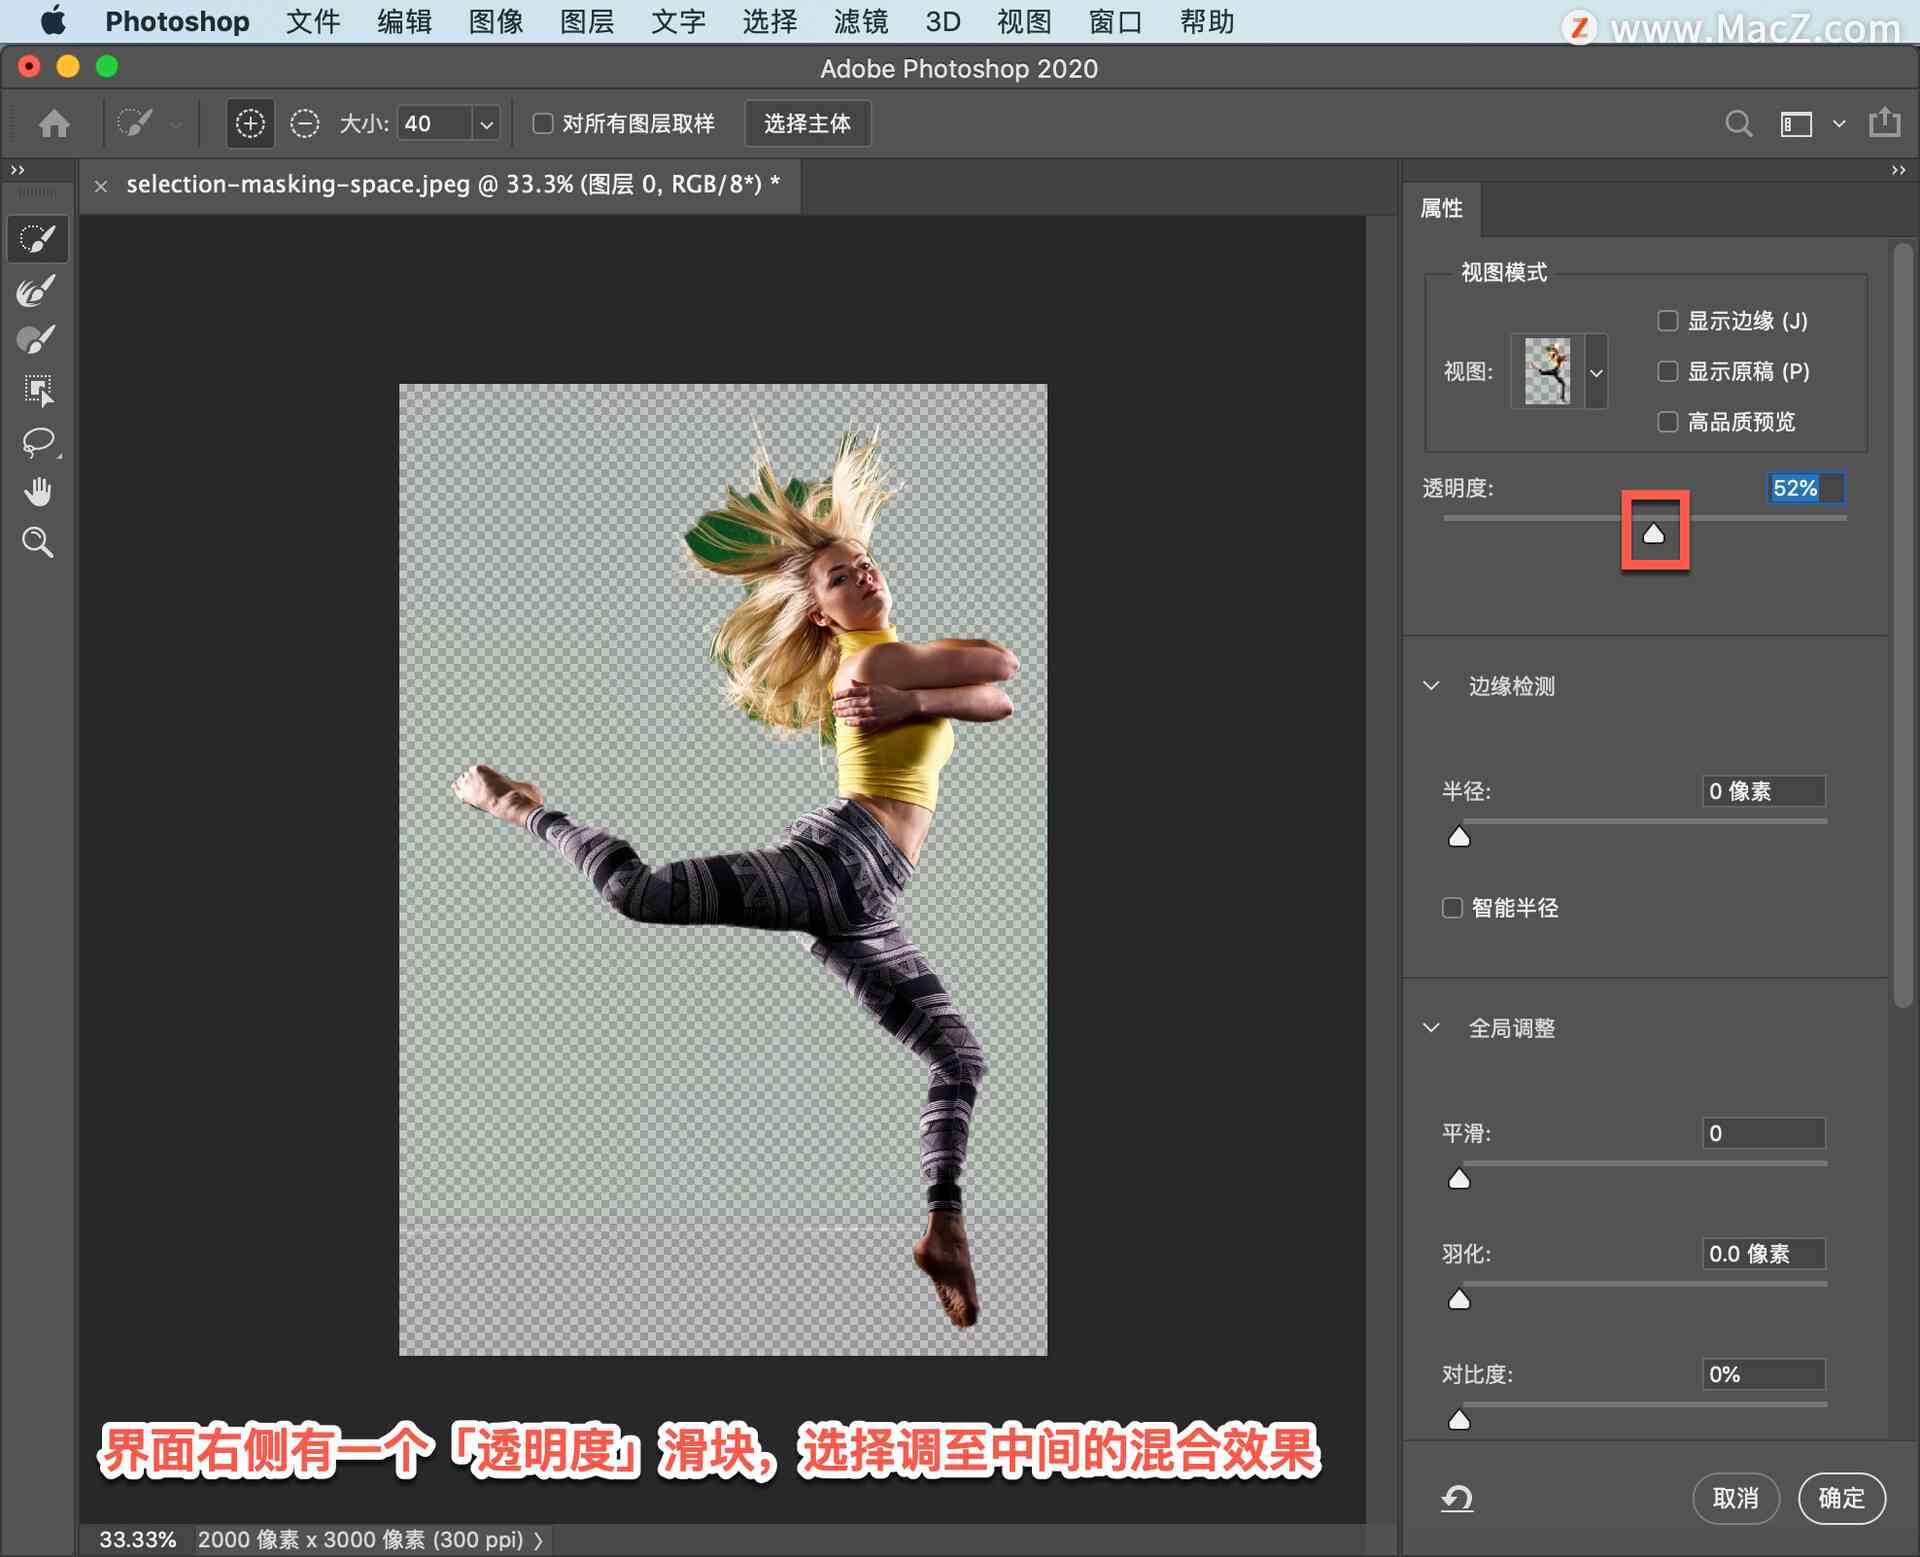 Photoshop 文件 编辑 图像 图层 文字 选择 滤镜 3D 视图 窗口 帮助
Z www.MacZ.com
Adobe Photoshop 2020
大小: 40 对所有图层取样 选择主体
selection-masking-space.jpeg @ 33.3% (图层 0, RGB/8*) *
属性
视图模式
显示边缘 (J)
视图: 显示原稿 (P)
高品质预览
透明度: 52%
边缘检测
半径: 0 像素
智能半径
全局调整
平滑: 0
羽化: 0.0 像素
对比度: 0%
界面右侧有一个「透明度」滑块，选择调至中间的混合效果
取消 确定
33.33% 2000 像素 x 3000 像素 (300 ppi)